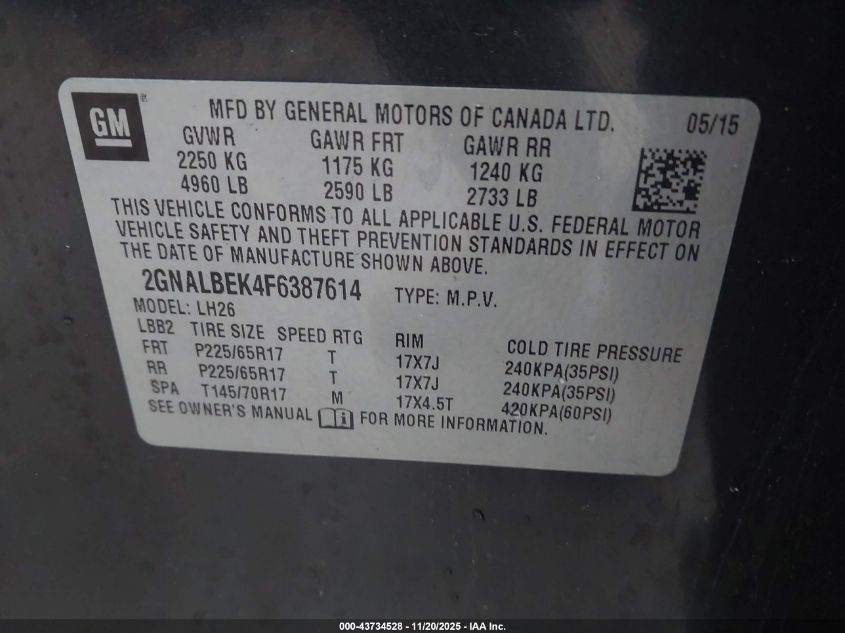 GM
MFD BY GENERAL MOTORS OF CANADA LTD. 05/15
GVWR GAWR FRT GAWR RR
2250 KG 1175 KG 1240 KG
4960 LB 2590 LB 2733 LB
THIS VEHICLE CONFORMS TO ALL APPLICABLE U.S. FEDERAL MOTOR
VEHICLE SAFETY AND THEFT PREVENTION STANDARDS IN EFFECT ON
THE DATE OF MANUFACTURE SHOWN ABOVE.
2GNALBEK4F6387614 TYPE: M.P.V.
MODEL: LH26
LBB2 TIRE SIZE SPEED RTG RIM COLD TIRE PRESSURE
FRT P225/65R17 T 17X7J 240KPA(35PSI)
RR P225/65R17 T 17X7J 240KPA(35PSI)
SPA T145/70R17 M 17X4.5T 420KPA(60PSI)
SEE OWNER'S MANUAL FOR MORE INFORMATION.
000-43734528 - 11/20/2025 - IAA Inc.